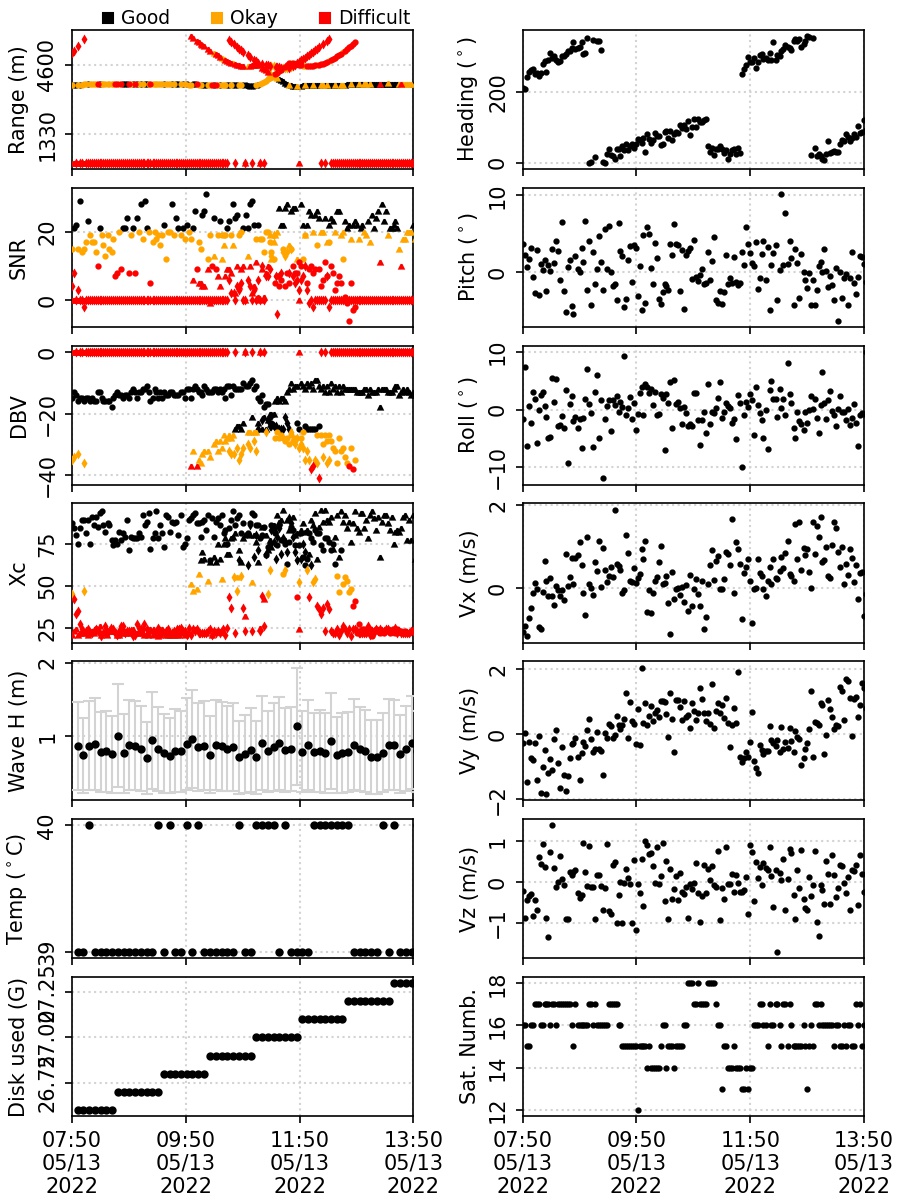 Good Okay Difficult
Range (m)
4600
1330
Heading (°)
200
0
SNR
20
0
Pitch (°)
10
0
DBV
0
−20
−40
Roll (°)
10
0
−10
Xc
75
50
25
Vx (m/s)
2
0
Wave H (m)
2
1
Vy (m/s)
2
0
−2
Temp (°C)
40
39
Vz (m/s)
1
0
−1
Disk used (G)
27.25
27.00
26.75
Sat. Numb.
18
16
14
12
07:50 09:50 11:50 13:50 07:50 09:50 11:50 13:50
05/13 05/13 05/13 05/13 05/13 05/13 05/13 05/13
2022 2022 2022 2022 2022 2022 2022 2022